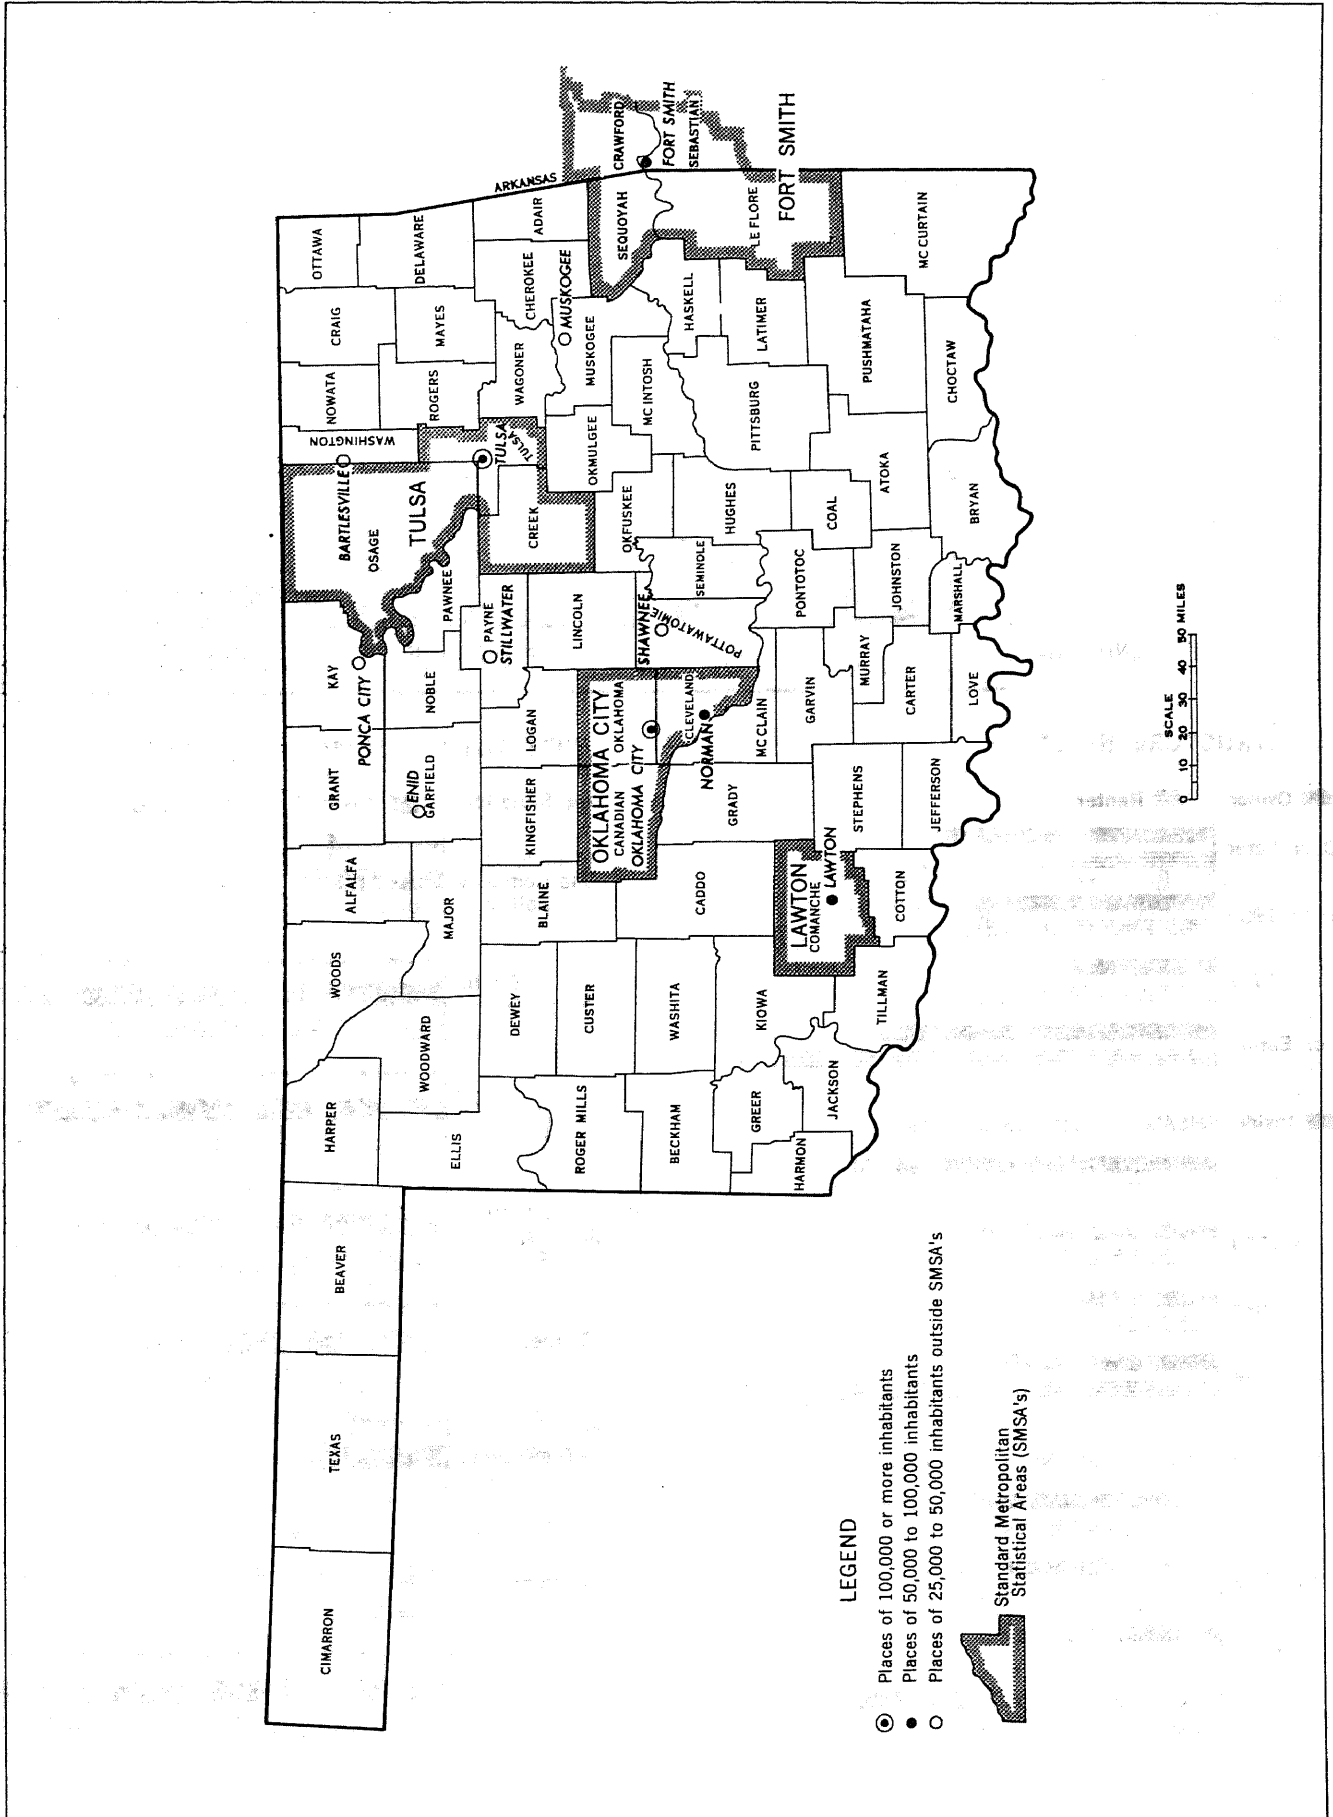 CIMARRON
TEXAS
BEAVER
HARPER
WOODS
ALFALFA
GRANT
KAY
PONCA CITY
OSAGE
BARTLESVILLE
WASHINGTON
NOWATA
CRAIG
OTTAWA
ELLIS
WOODWARD
MAJOR
ENID
GARFIELD
NOBLE
PAWNEE
TULSA
ROGERS
MAYES
DELAWARE
ROGER MILLS
DEWEY
BLAINE
KINGFISHER
LOGAN
PAYNE
STILLWATER
CREEK
TULSA
TULSA
WAGONER
CHEROKEE
ADAIR
ARKANSAS
CUSTER
OKLAHOMA CITY
CANADIAN
OKLAHOMA
OKLAHOMA CITY
LINCOLN
OKFUSKEE
OKMULGEE
MUSKOGEE
MUSKOGEE
SEQUOYAH
CRAWFORD
FORT SMITH
SEBASTIAN
FORT SMITH
BECKHAM
WASHITA
CADDO
GRADY
CLEVELAND
NORMAN
MC CLAIN
SHAWNEE
POTTAWATOMIE
SEMINOLE
HUGHES
MC INTOSH
HASKELL
LE FLORE
GREER
KIOWA
LAWTON
COMANCHE
LAWTON
GARVIN
PONTOTOC
COAL
PITTSBURG
LATIMER
HARMON
JACKSON
TILLMAN
COTTON
STEPHENS
MURRAY
JOHNSTON
ATOKA
PUSHMATAHA
MC CURTAIN
JEFFERSON
CARTER
LOVE
MARSHALL
BRYAN
CHOCTAW
SCALE
0 10 20 30 40 50 MILES
LEGEND
Places of 100,000 or more inhabitants
Places of 50,000 to 100,000 inhabitants
Places of 25,000 to 50,000 inhabitants outside SMSA's
Standard Metropolitan
Statistical Areas (SMSA's)